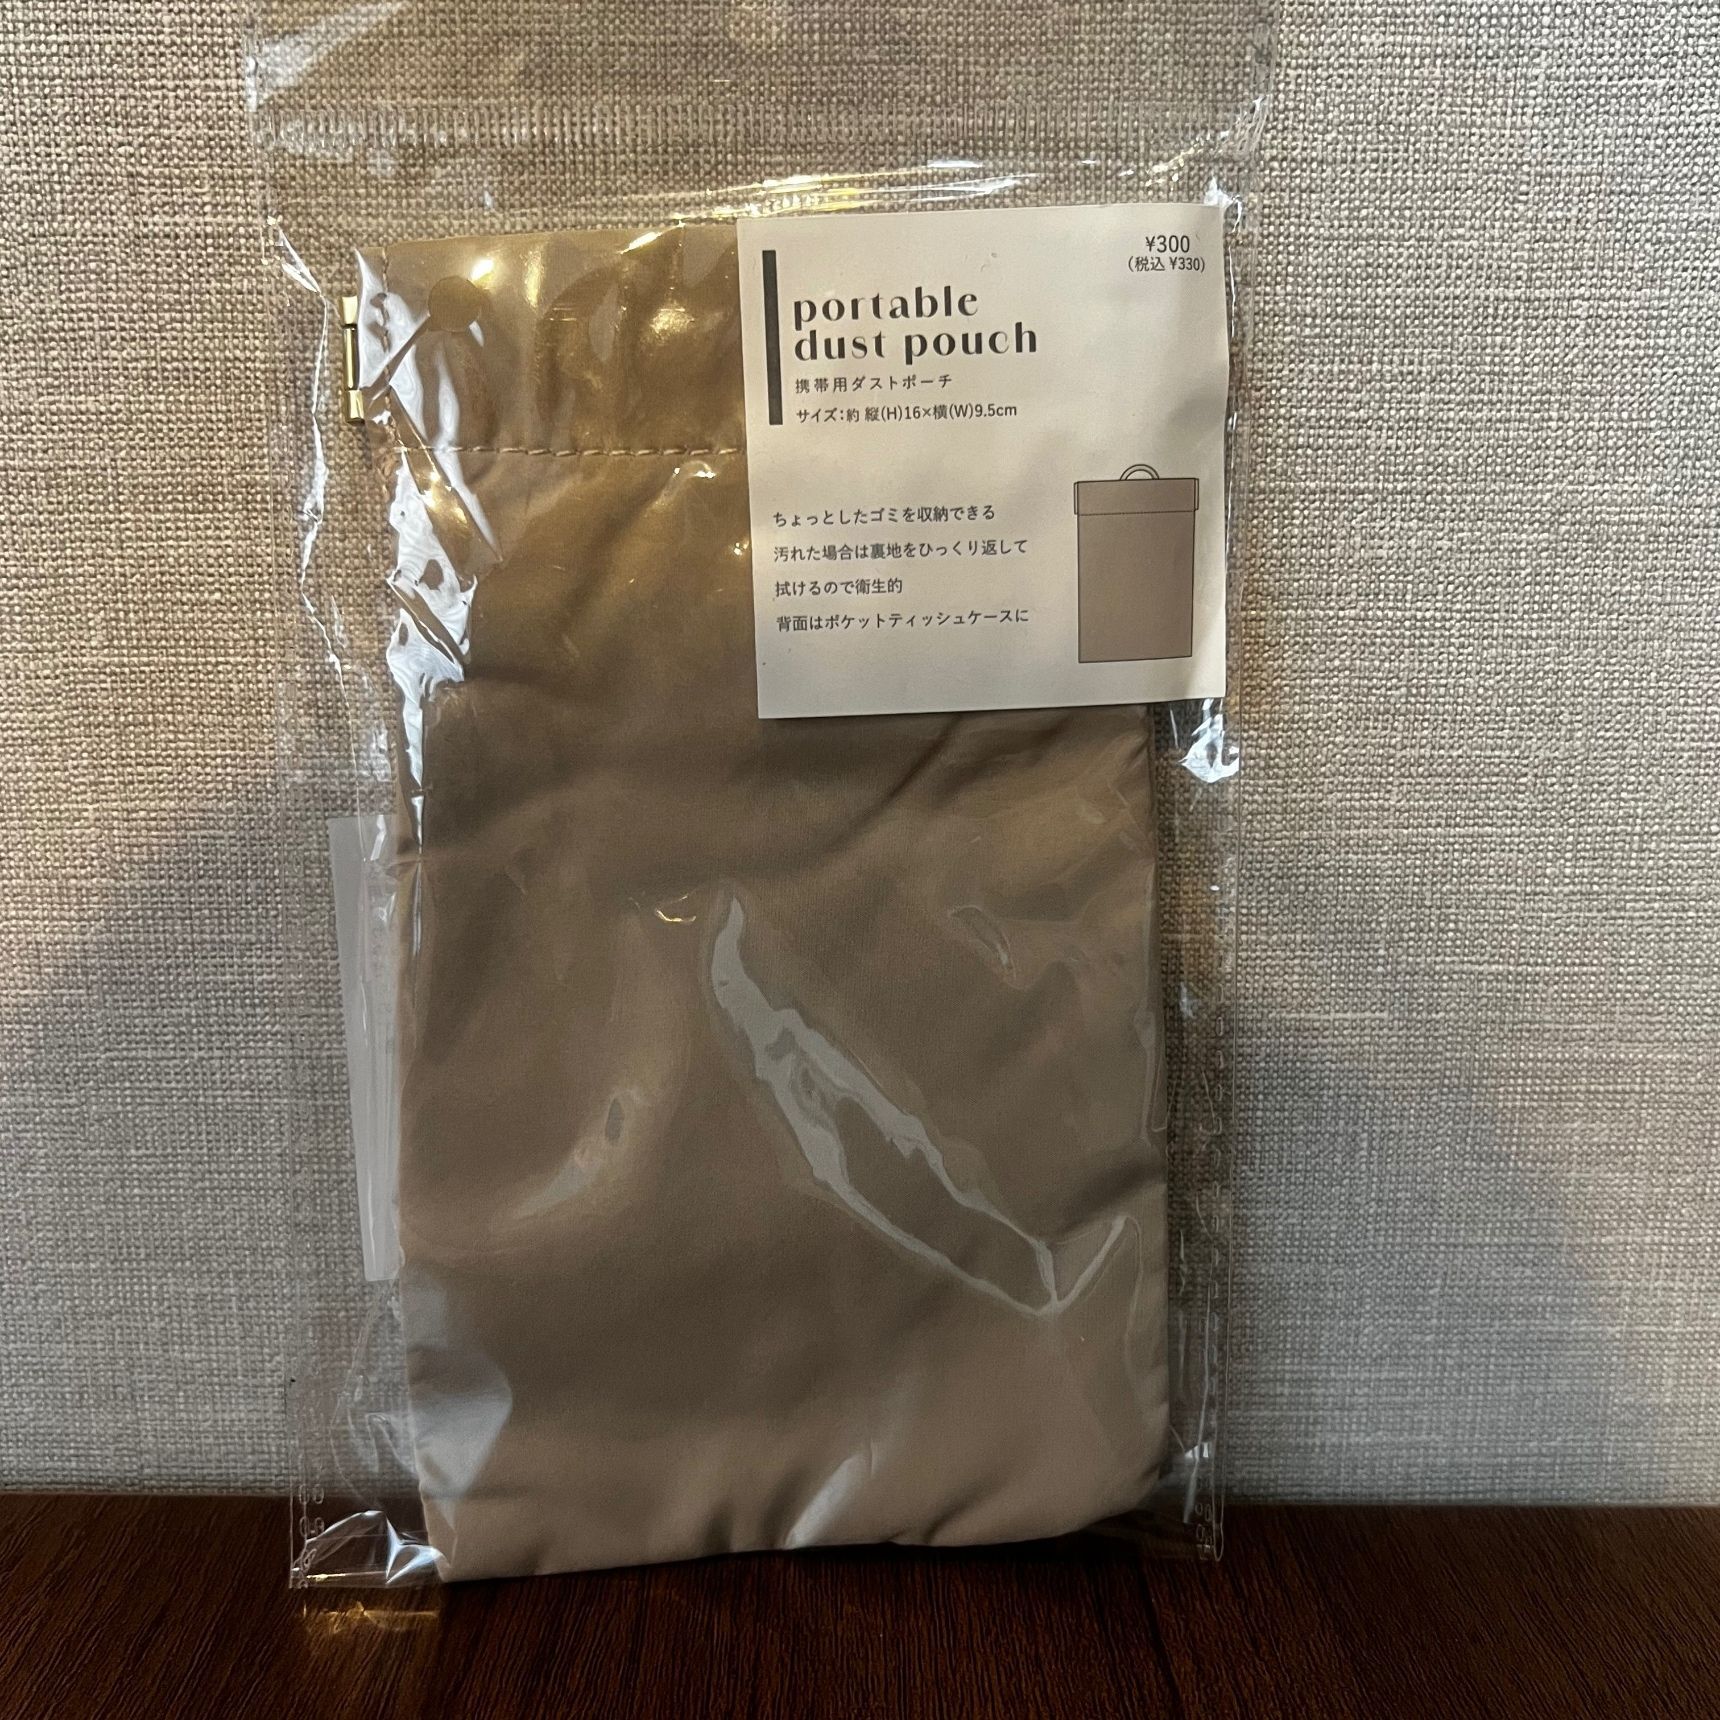 ¥300
(税込 ¥330)
portable
dust pouch
携帯用ダストポーチ
サイズ:約 縦(H)16×横(W)9.5cm
ちょっとしたゴミを収納できる
汚れた場合は裏地をひっくり返して
拭けるので衛生的
背面はポケットティッシュケースに